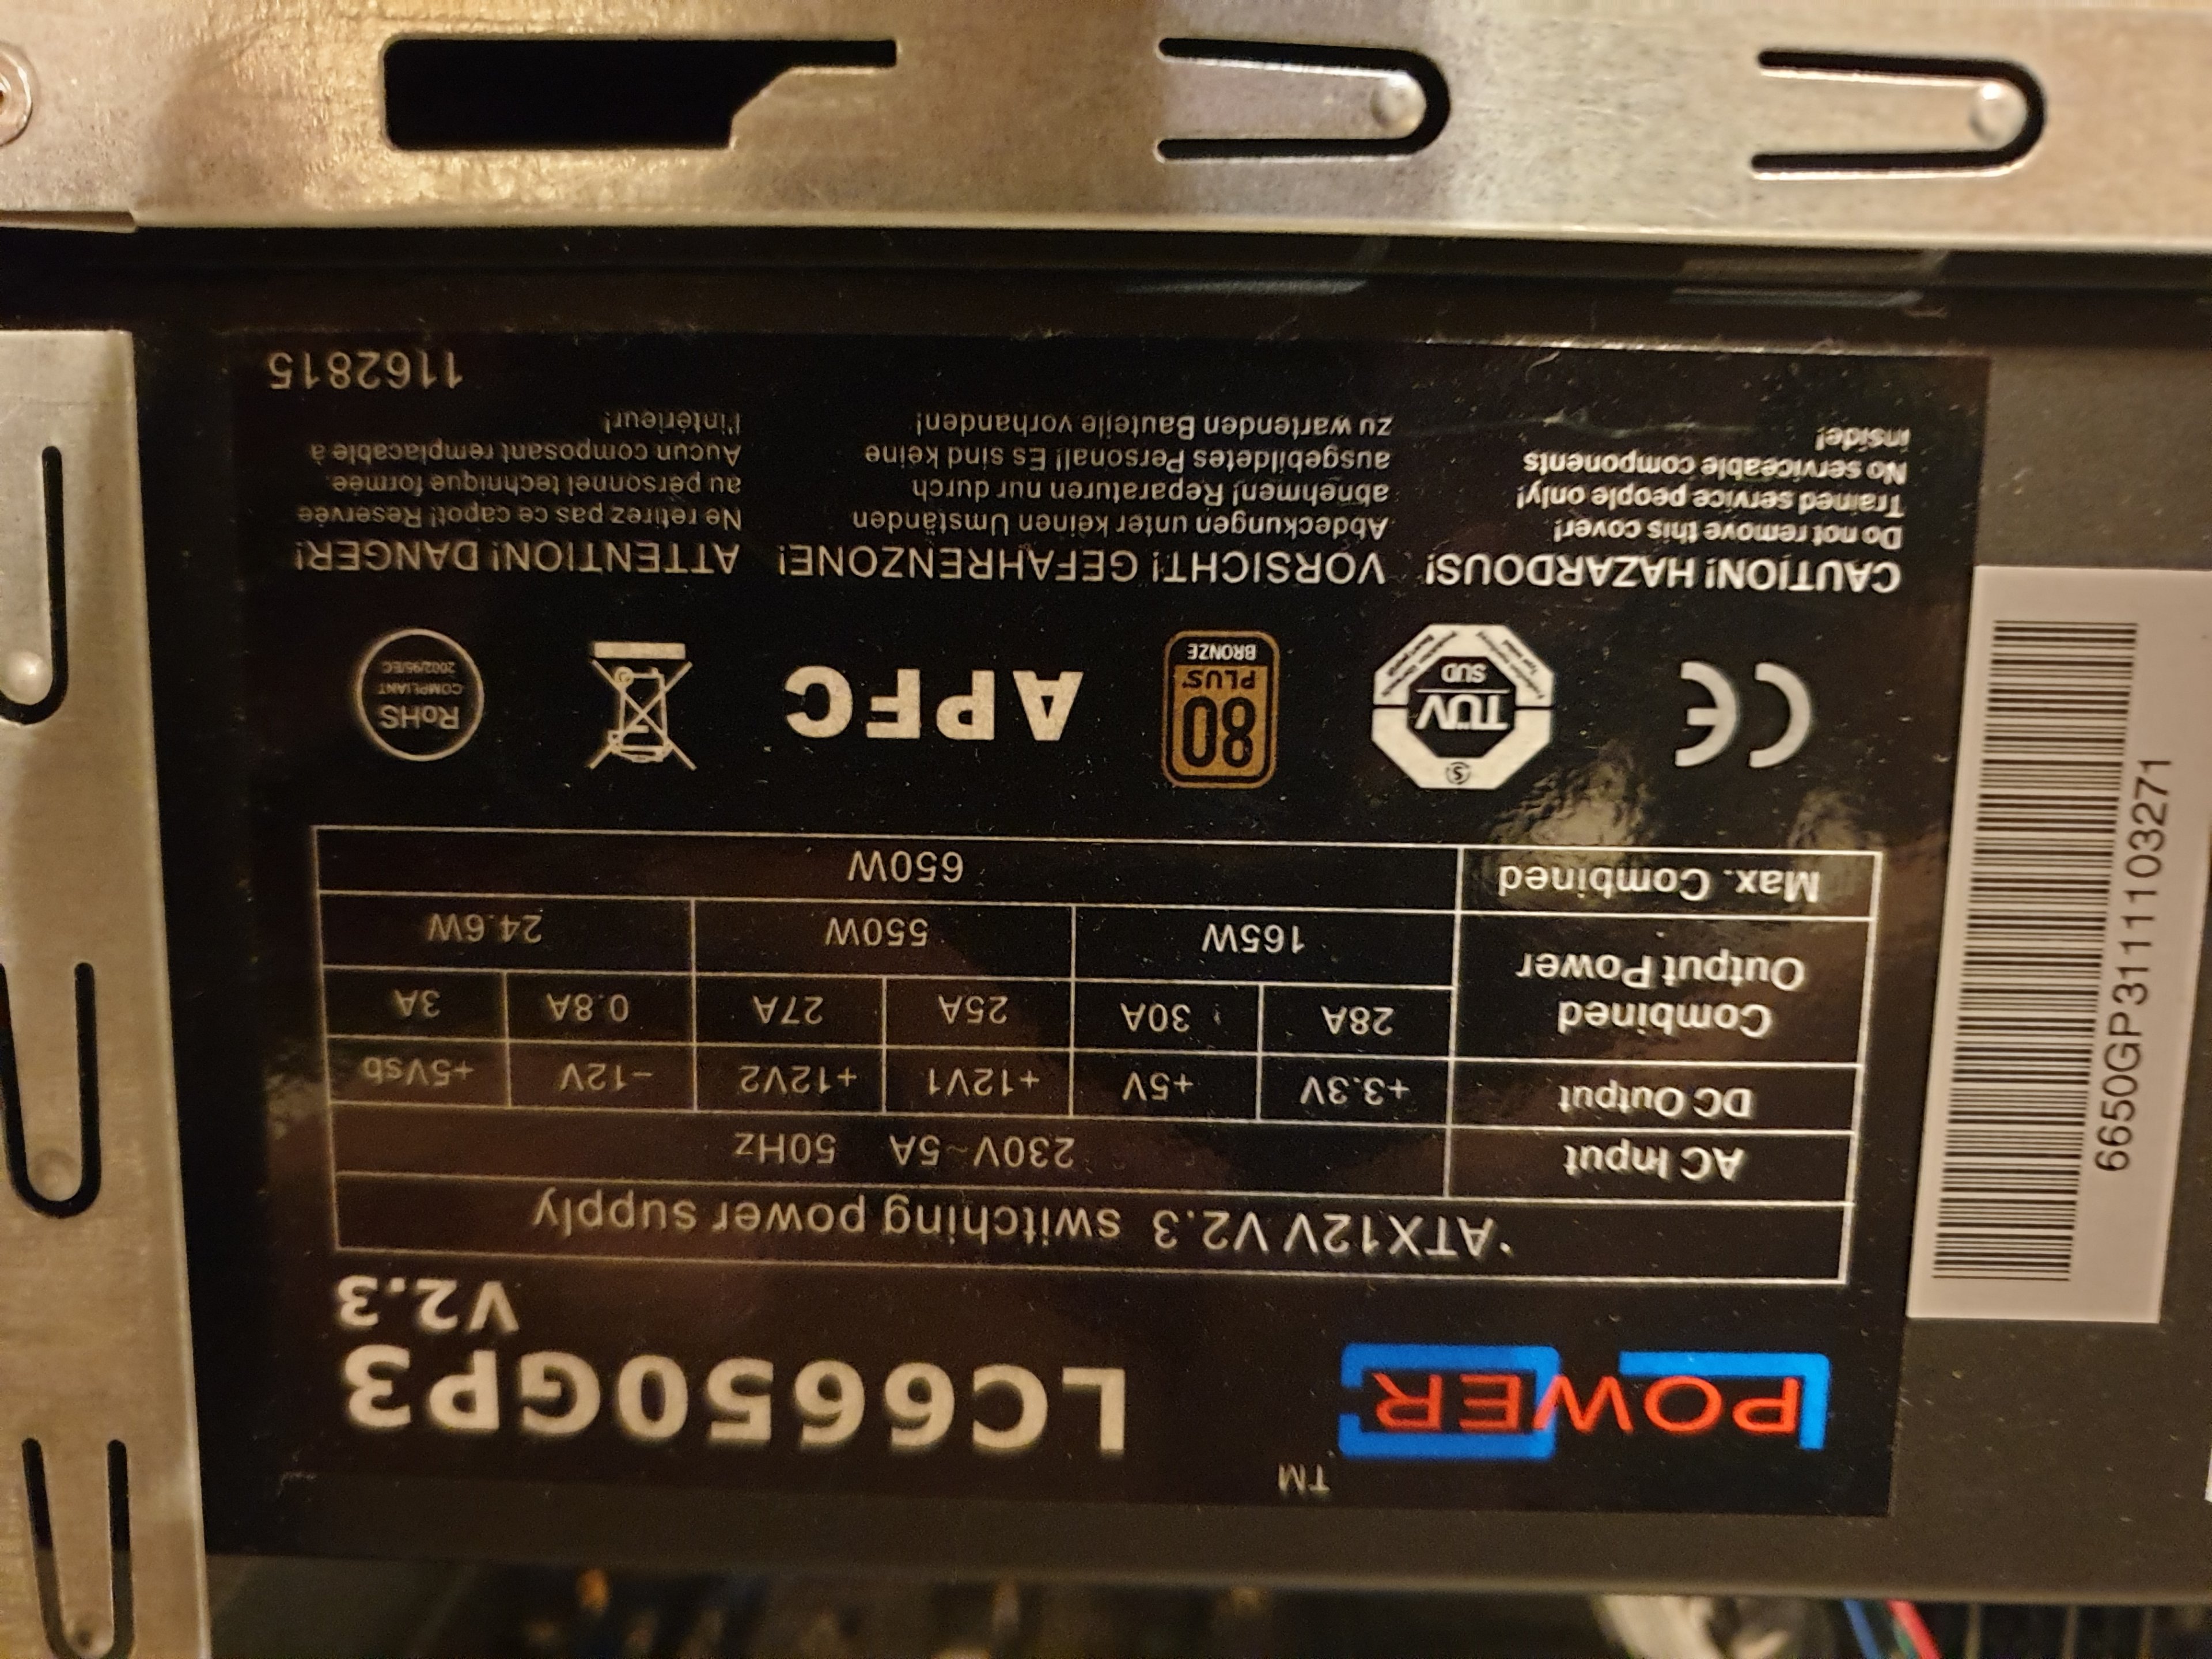 POWER
TM
LC6650GP3
V2.3
*ATX12V V2.3 switching power supply
AC Input 230V~5A 50Hz
DC Output +3.3V +5V +12V1 +12V2 -12V +5Vsb
28A 30A 25A 27A 0.8A 3A
Combined
Output Power 165W 550W 24.6W
Max. Combined 650W
CE
TÜV
SÜD
80
PLUS
BRONZE
APFC
RoHS
COMPLIANT
2002/95/EC
CAUTION! HAZARDOUS!
Do not remove this cover!
Trained service people only!
No serviceable components
inside!
VORSICHT! GEFAHRENZONE!
Abdeckungen unter keinen Umständen
abnehmen! Reparaturen nur durch
ausgebildetes Personal! Es sind keine
zu wartenden Bauteile vorhanden!
ATTENTION! DANGER!
Ne retirez pas ce capot! Reservée
au personnel technique formée.
Aucun composant remplacable à
l'intérieur!
1162815
6650GP311103271